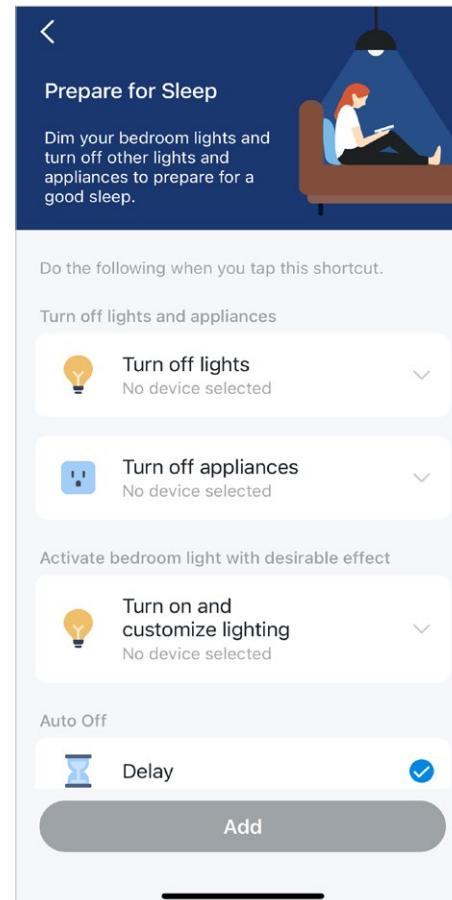 Prepare for Sleep
Dim your bedroom lights and
turn off other lights and
appliances to prepare for a
good sleep.
Do the following when you tap this shortcut.
Turn off lights and appliances
Turn off lights
No device selected
Turn off appliances
No device selected
Activate bedroom light with desirable effect
Turn on and
customize lighting
No device selected
Auto Off
Delay
Add